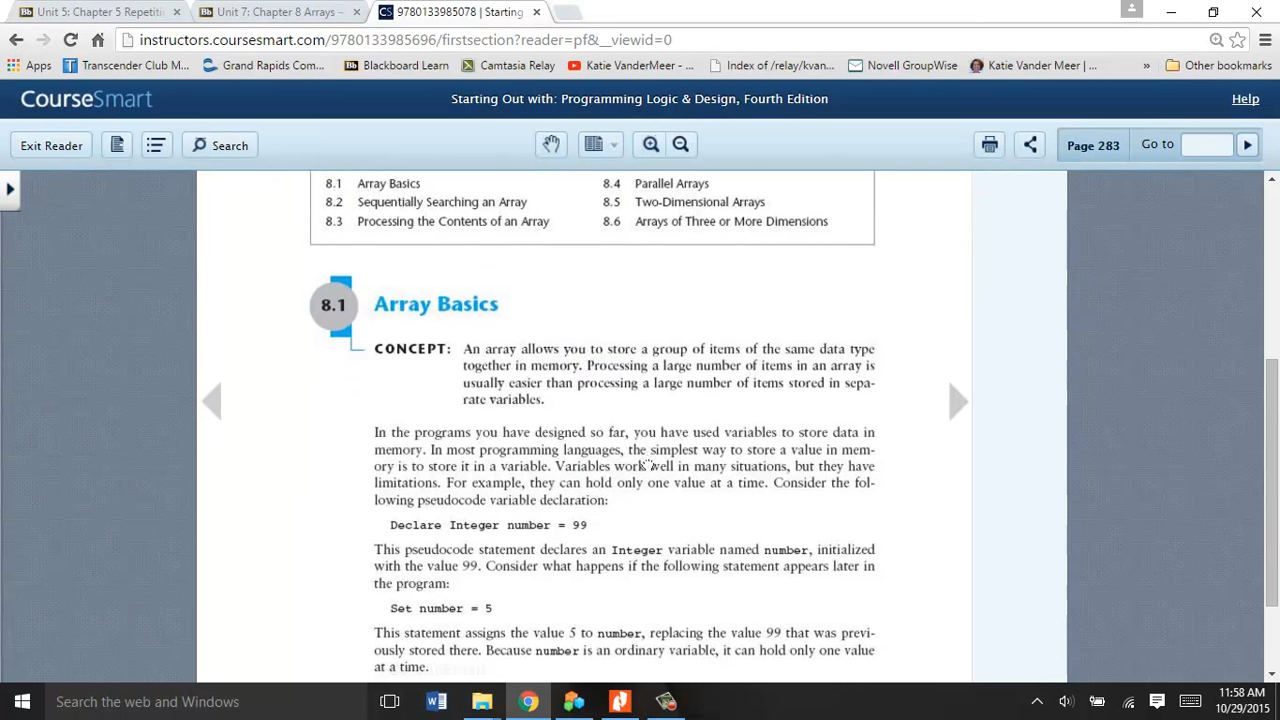 Unit 5: Chapter 5 Repetiti
Unit 7: Chapter 8 Arrays –
9780133985078 | Starting
instructors.coursesmart.com/9780133985696/firstsection?reader=pf&__viewid=0
Apps
Transcender Club M...
Grand Rapids Com...
Blackboard Learn
Camtasia Relay
Katie VanderMeer - ...
Index of /relay/kvan...
Novell GroupWise
Katie Vander Meer | ...
»
Other bookmarks
CourseSmart
Starting Out with: Programming Logic & Design, Fourth Edition
Help
Exit Reader
Search
Page 283
Go to
8.1 Array Basics
8.2 Sequentially Searching an Array
8.3 Processing the Contents of an Array
8.4 Parallel Arrays
8.5 Two-Dimensional Arrays
8.6 Arrays of Three or More Dimensions
8.1 Array Basics
CONCEPT: An array allows you to store a group of items of the same data type
together in memory. Processing a large number of items in an array is
usually easier than processing a large number of items stored in sepa-
rate variables.
In the programs you have designed so far, you have used variables to store data in
memory. In most programming languages, the simplest way to store a value in mem-
ory is to store it in a variable. Variables work well in many situations, but they have
limitations. For example, they can hold only one value at a time. Consider the fol-
lowing pseudocode variable declaration:
Declare Integer number = 99
This pseudocode statement declares an Integer variable named number, initialized
with the value 99. Consider what happens if the following statement appears later in
the program:
Set number = 5
This statement assigns the value 5 to number, replacing the value 99 that was previ-
ously stored there. Because number is an ordinary variable, it can hold only one value
at a time.
Search the web and Windows
11:58 AM
10/29/2015